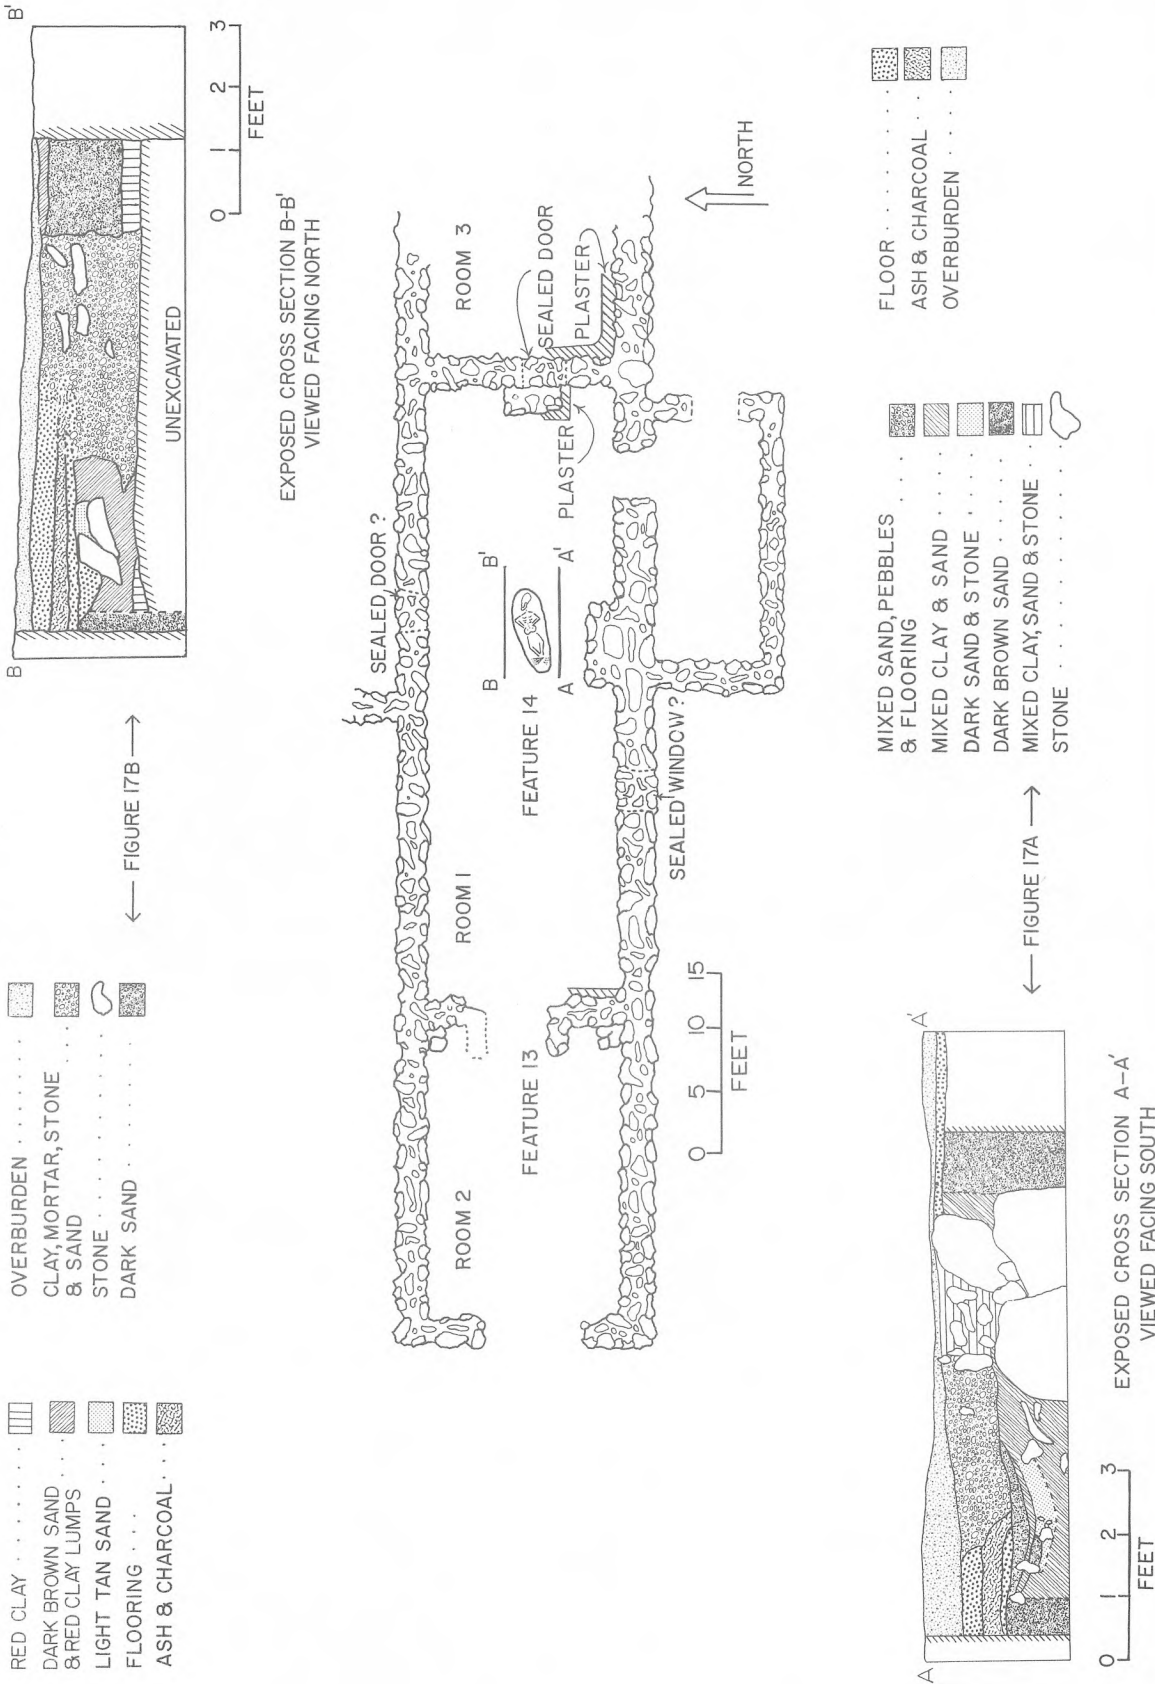 RED CLAY . . . . . . .
DARK BROWN SAND
& RED CLAY LUMPS . . .
LIGHT TAN SAND . . .
FLOORING . . . .
ASH & CHARCOAL . . .
OVERBURDEN . . . . . .
CLAY, MORTAR, STONE
& SAND . . .
STONE . . . . . . . . . .
DARK SAND . . . . . . .
← FIGURE 17B →
B
B'
UNEXCAVATED
0 1 2 3
FEET
EXPOSED CROSS SECTION B-B'
VIEWED FACING NORTH
SEALED DOOR ?
ROOM 2
ROOM 1
ROOM 3
FEATURE 13
FEATURE 14
B
B'
A
A'
SEALED DOOR
PLASTER
PLASTER
SEALED WINDOW?
0 5 10 15
FEET
NORTH
A
A'
0 1 2 3
FEET
EXPOSED CROSS SECTION A-A'
VIEWED FACING SOUTH
← FIGURE 17A →
MIXED SAND, PEBBLES
& FLOORING . . .
MIXED CLAY & SAND . . . .
DARK SAND & STONE . . . .
DARK BROWN SAND . . . . .
MIXED CLAY, SAND & STONE .
STONE . . . . . . . . . . . .
FLOOR . . . . . . . .
ASH & CHARCOAL . .
OVERBURDEN . . . .